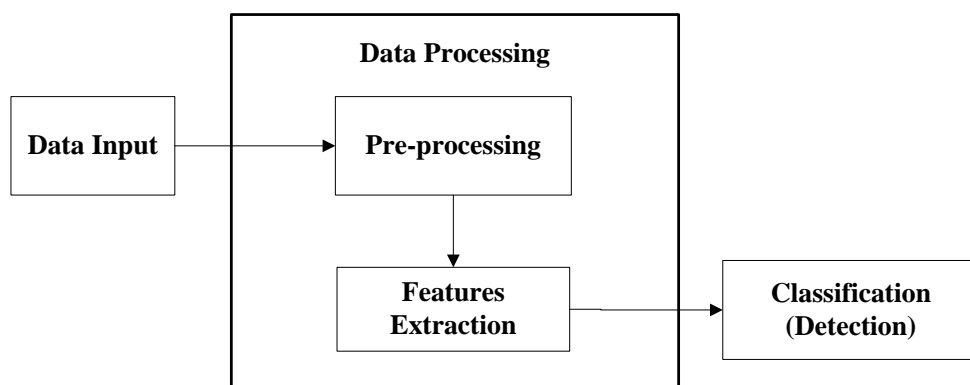 Data Processing
Data Input
Pre-processing
Features
Extraction
Classification
(Detection)